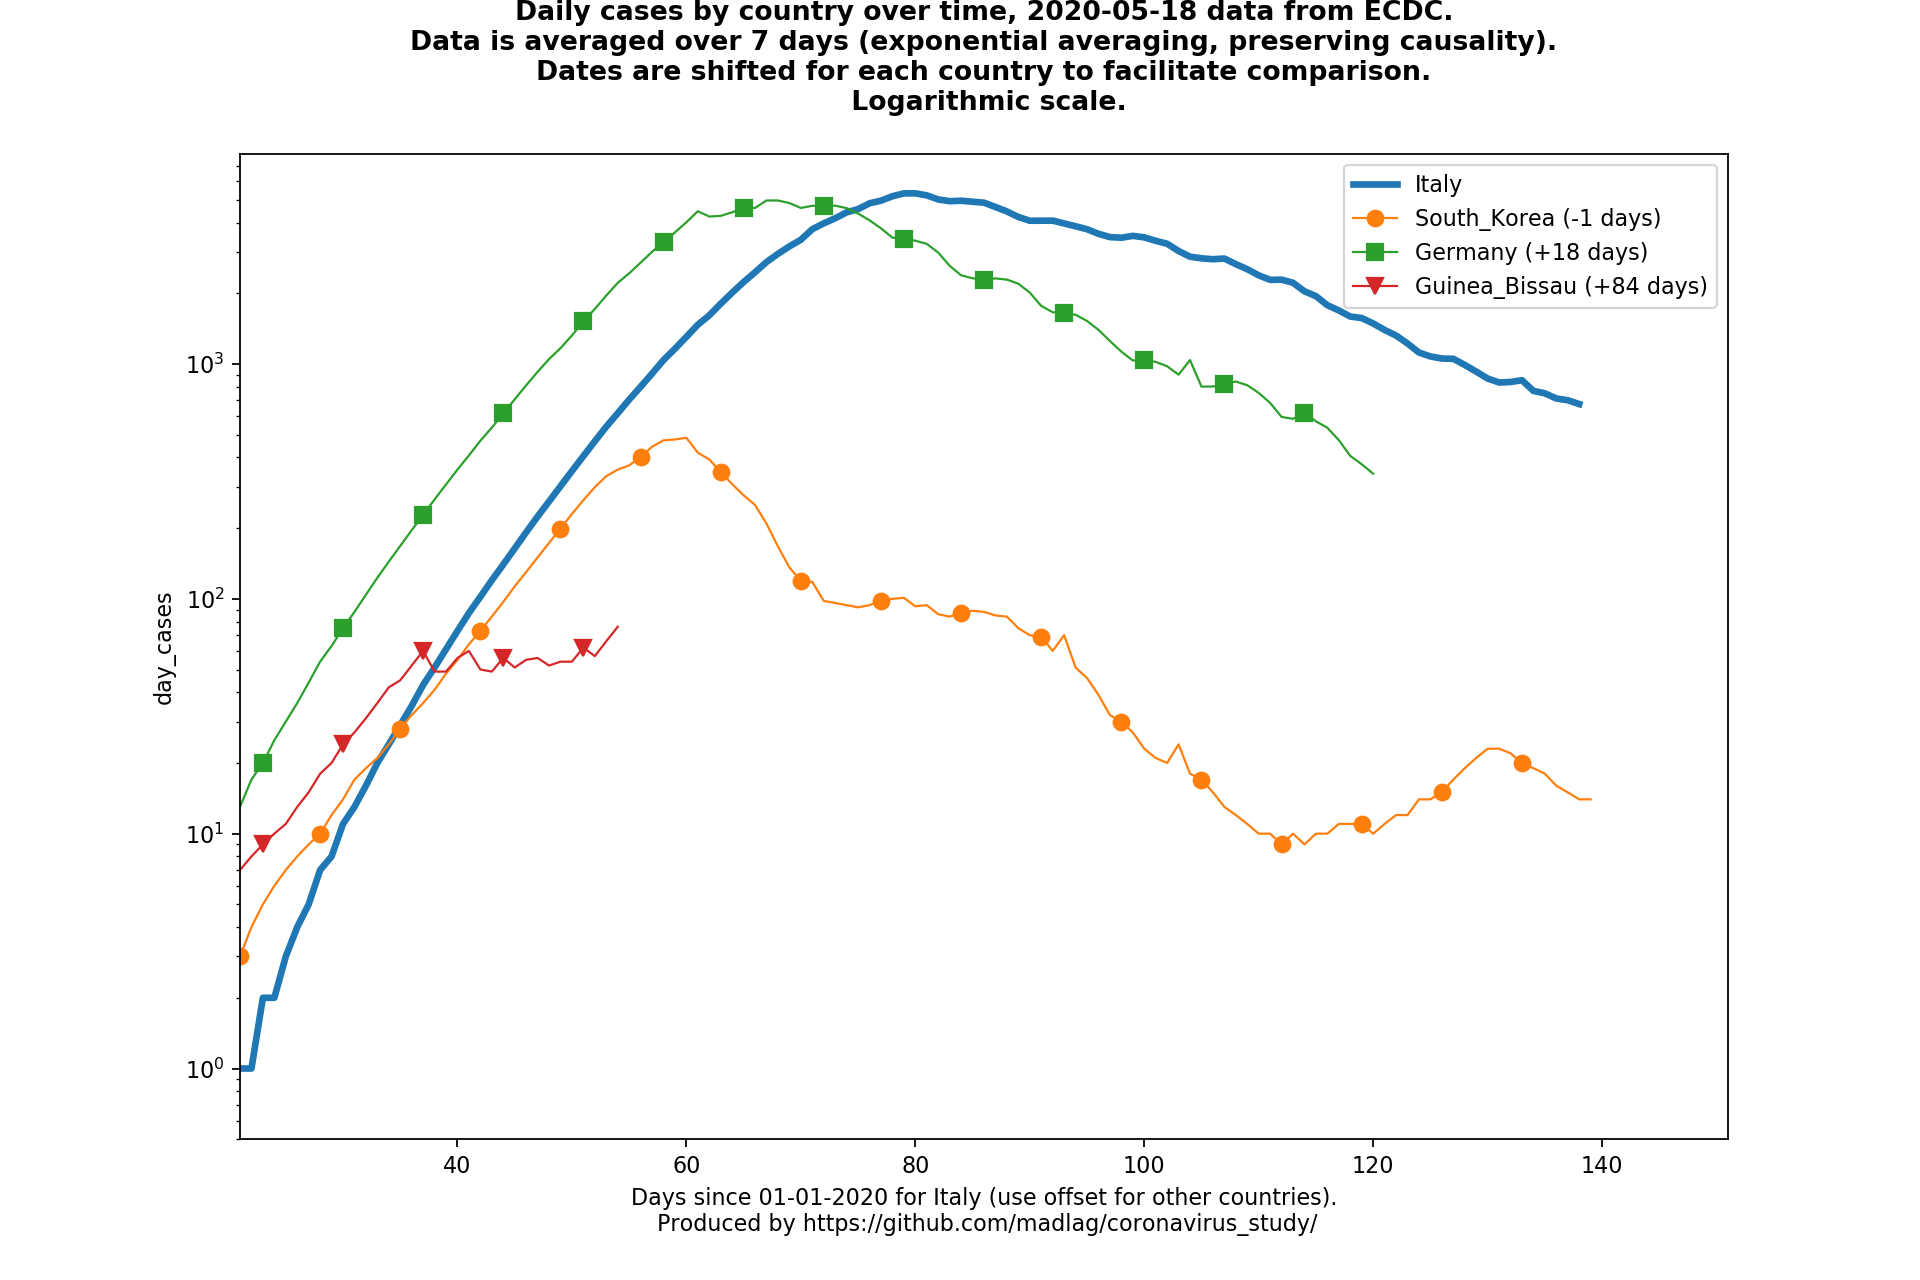 Daily cases by country over time, 2020-05-18 data from ECDC.
Data is averaged over 7 days (exponential averaging, preserving causality).
Dates are shifted for each country to facilitate comparison.
Logarithmic scale.
Italy
South_Korea (-1 days)
Germany (+18 days)
Guinea_Bissau (+84 days)
day_cases
10³
10²
10¹
10⁰
40 60 80 100 120 140
Days since 01-01-2020 for Italy (use offset for other countries).
Produced by https://github.com/madlag/coronavirus_study/